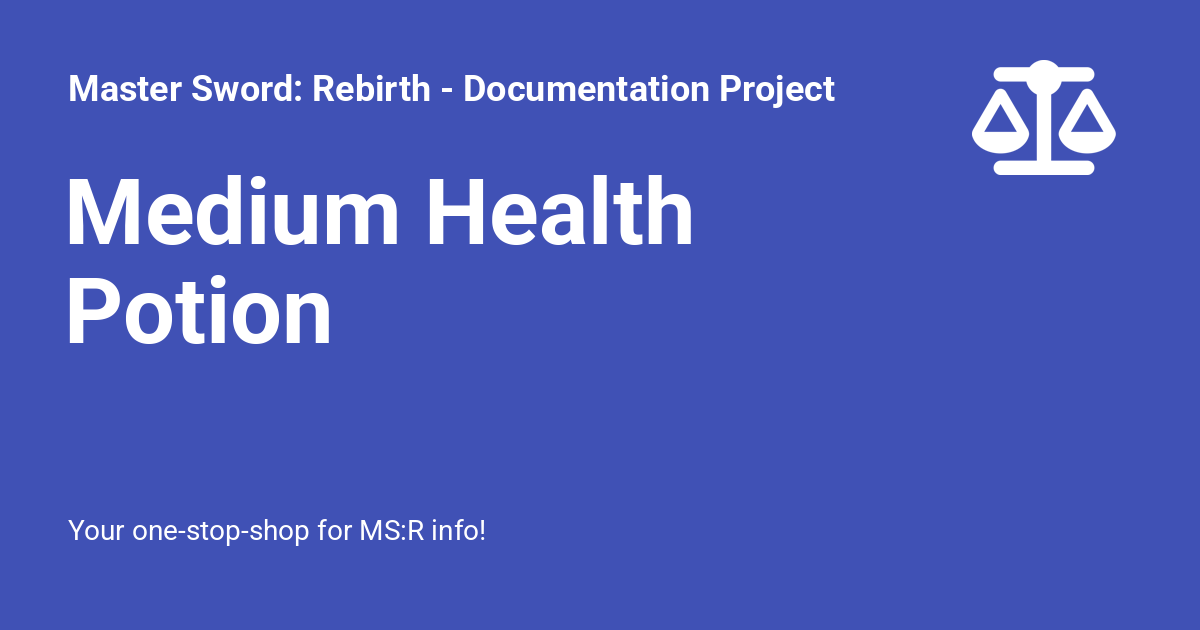 Master Sword: Rebirth - Documentation Project
Medium Health
Potion
Your one-stop-shop for MS:R info!